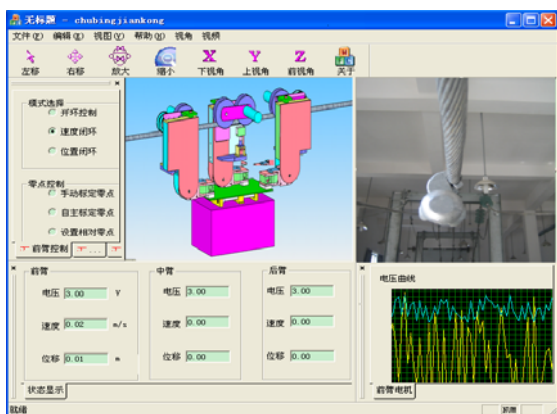 无标题 - chubingjiankong
文件(F) 编辑(E) 视图(V) 帮助(H) 视角 视频
左移 右移 放大 缩小 下视角 上视角 前视角 关于
X Y Z
模式选择
开环控制
速度闭环
位置闭环
零点控制
手动标定零点
自主标定零点
设置相对零点
前臂控制 ...
前臂 中臂 后臂 电压曲线
电压 3.00 V 电压 3.00 电压 3.00
速度 0.02 m/s 速度 0.00 速度 0.00
位移 0.01 m 位移 0.00 位移 0.00
状态显示 前臂电机
就绪